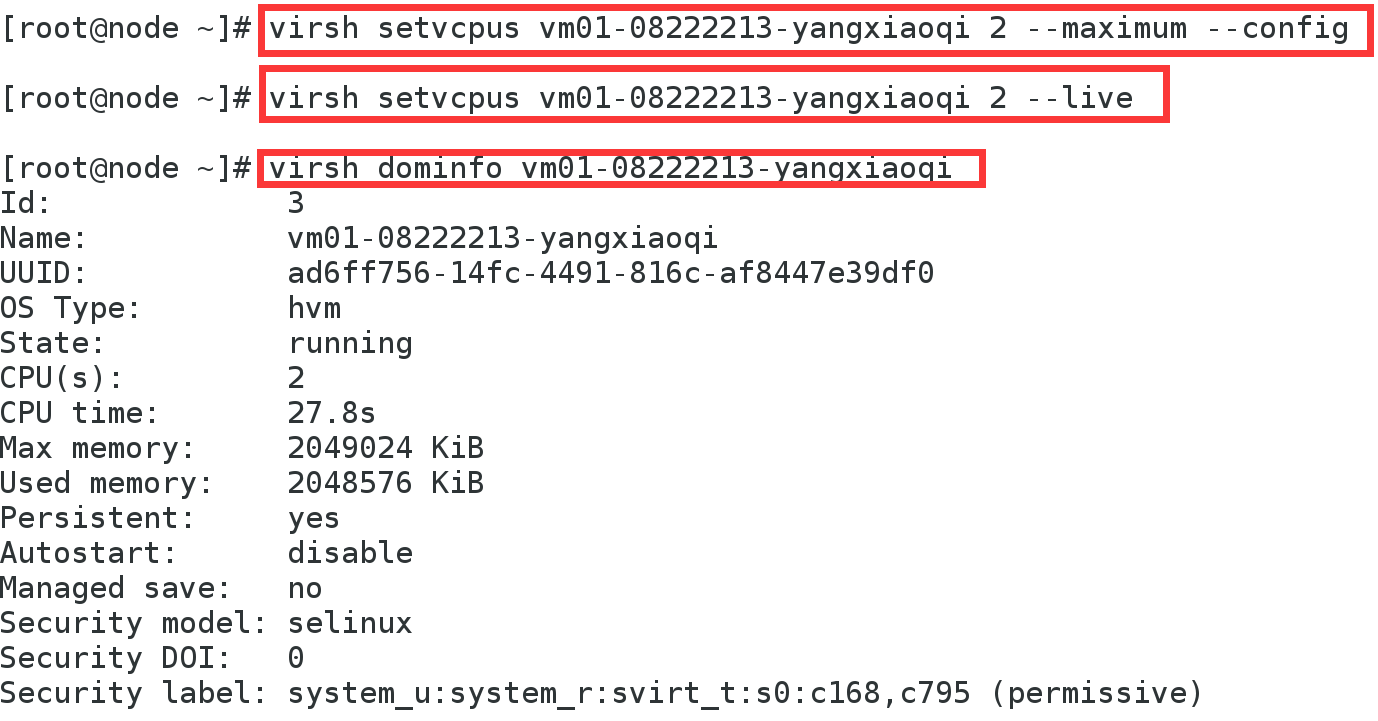 [root@node ~]# virsh setvcpus vm01-08222213-yangxiaoqi 2 --maximum --config
[root@node ~]# virsh setvcpus vm01-08222213-yangxiaoqi 2 --live
[root@node ~]# virsh dominfo vm01-08222213-yangxiaoqi
Id:             3
Name:           vm01-08222213-yangxiaoqi
UUID:           ad6ff756-14fc-4491-816c-af8447e39df0
OS Type:        hvm
State:          running
CPU(s):         2
CPU time:       27.8s
Max memory:     2049024 KiB
Used memory:    2048576 KiB
Persistent:     yes
Autostart:      disable
Managed save:   no
Security model: selinux
Security DOI:   0
Security label: system_u:system_r:svirt_t:s0:c168,c795 (permissive)